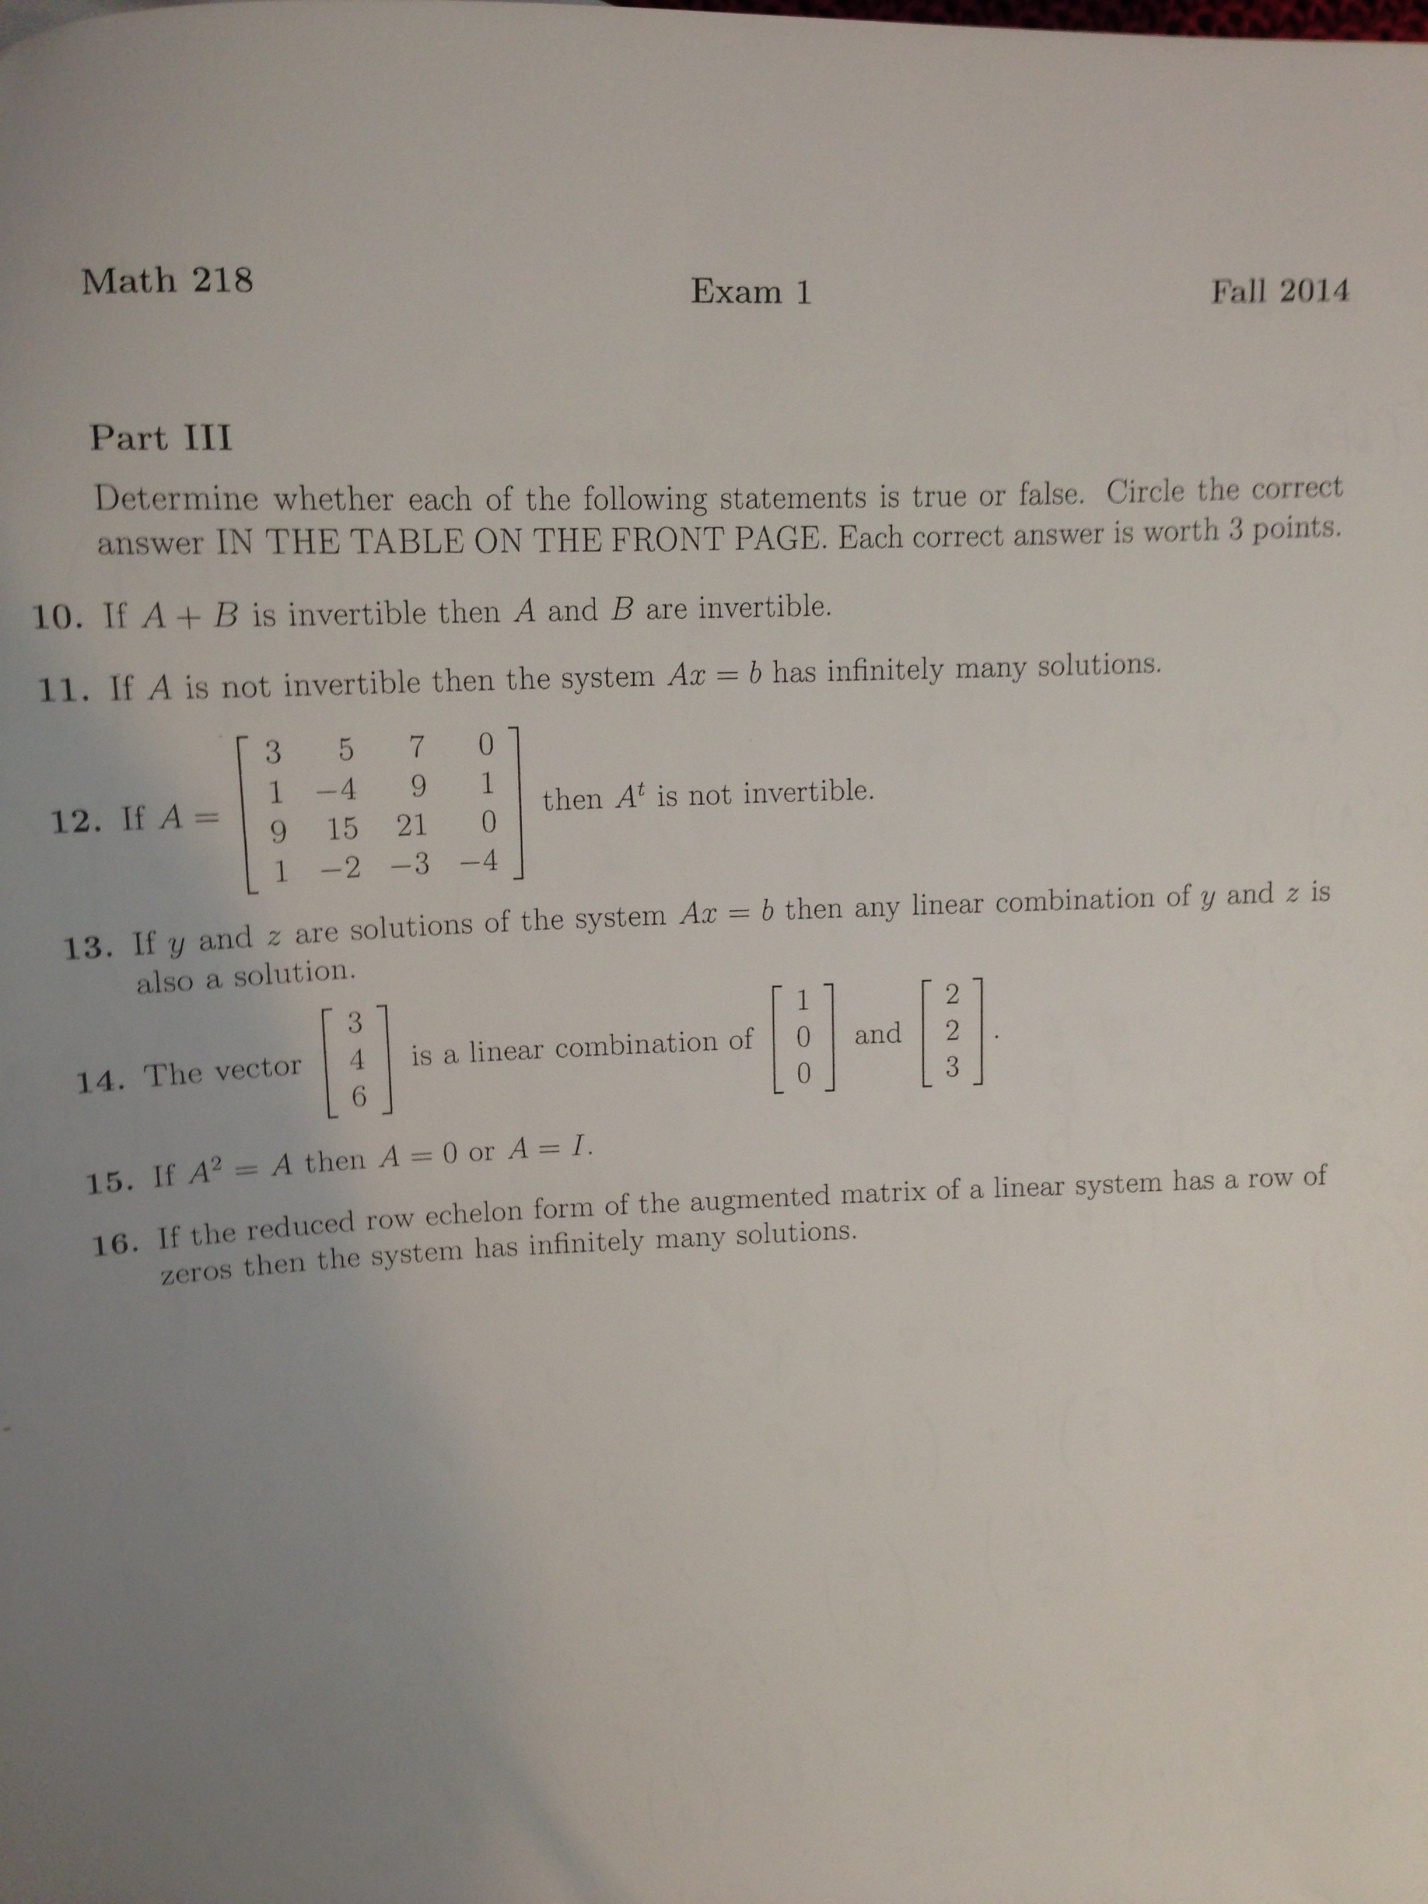 Math 218 Exam 1 Fall 2014
Part III
Determine whether each of the following statements is true or false. Circle the correct
answer IN THE TABLE ON THE FRONT PAGE. Each correct answer is worth 3 points.
10. If A + B is invertible then A and B are invertible.
11. If A is not invertible then the system Ax = b has infinitely many solutions.
12. If A = [ 3 5 7 0
1 −4 9 1
9 15 21 0
1 −2 −3 −4 ] then Aᵗ is not invertible.
13. If y and z are solutions of the system Ax = b then any linear combination of y and z is
also a solution.
14. The vector [ 3 4 6 ] is a linear combination of [ 1 0 0 ] and [ 2 2 3 ].
15. If A² = A then A = 0 or A = I.
16. If the reduced row echelon form of the augmented matrix of a linear system has a row of
zeros then the system has infinitely many solutions.